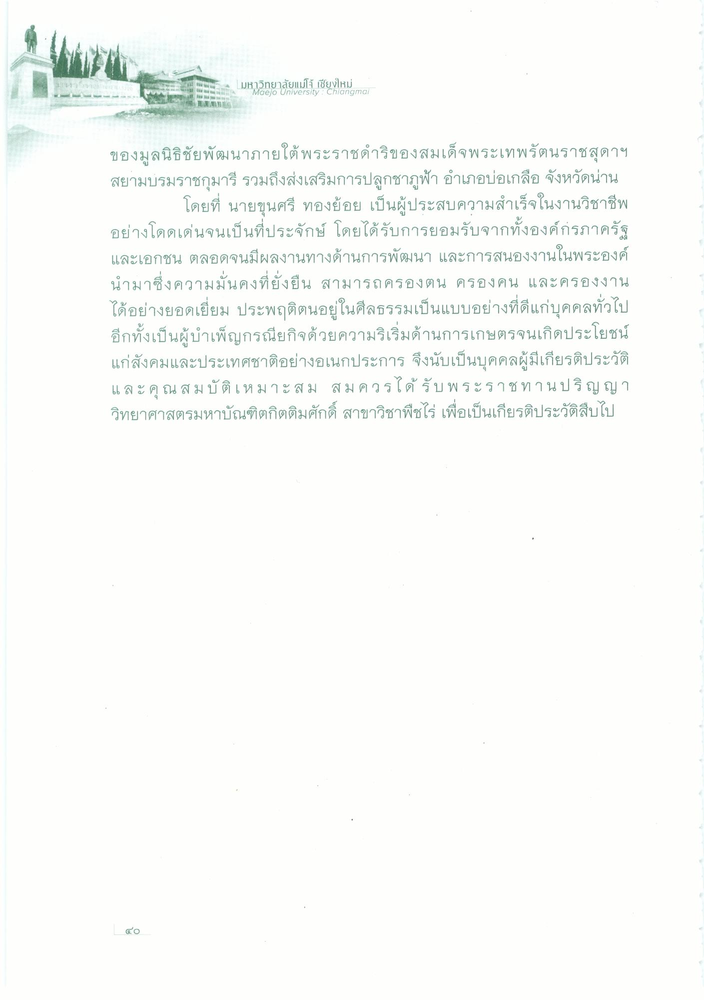 มหาวิทยาลัยแม่โจ้ เชียงใหม่
Maejo University : Chiangmai
ของมูลนิธิชัยพัฒนาภายใต้พระราชดำริของสมเด็จพระเทพรัตนราชสุดาฯ
สยามบรมราชกุมารี รวมถึงส่งเสริมการปลูกชาภูฟ้า อำเภอบ่อเกลือ จังหวัดน่าน
โดยที่ นายขุนศรี ทองย้อย เป็นผู้ประสบความสำเร็จในงานวิชาชีพ
อย่างโดดเด่นจนเป็นที่ประจักษ์ โดยได้รับการยอมรับจากทั้งองค์กรภาครัฐ
และเอกชน ตลอดจนมีผลงานทางด้านการพัฒนา และการสนองงานในพระองค์
นำมาซึ่งความมั่นคงที่ยั่งยืน สามารถครองตน ครองคน และครองงาน
ได้อย่างยอดเยี่ยม ประพฤติตนอยู่ในศีลธรรมเป็นแบบอย่างที่ดีแก่บุคคลทั่วไป
อีกทั้งเป็นผู้บำเพ็ญกรณียกิจด้วยความริเริ่มด้านการเกษตรจนเกิดประโยชน์
แก่สังคมและประเทศชาติอย่างอเนกประการ จึงนับเป็นบุคคลผู้มีเกียรติประวัติ
และคุณสมบัติเหมาะสม สมควรได้รับพระราชทานปริญญา
วิทยาศาสตรมหาบัณฑิตกิตติมศักดิ์ สาขาวิชาพืชไร่ เพื่อเป็นเกียรติประวัติสืบไป
๔๐